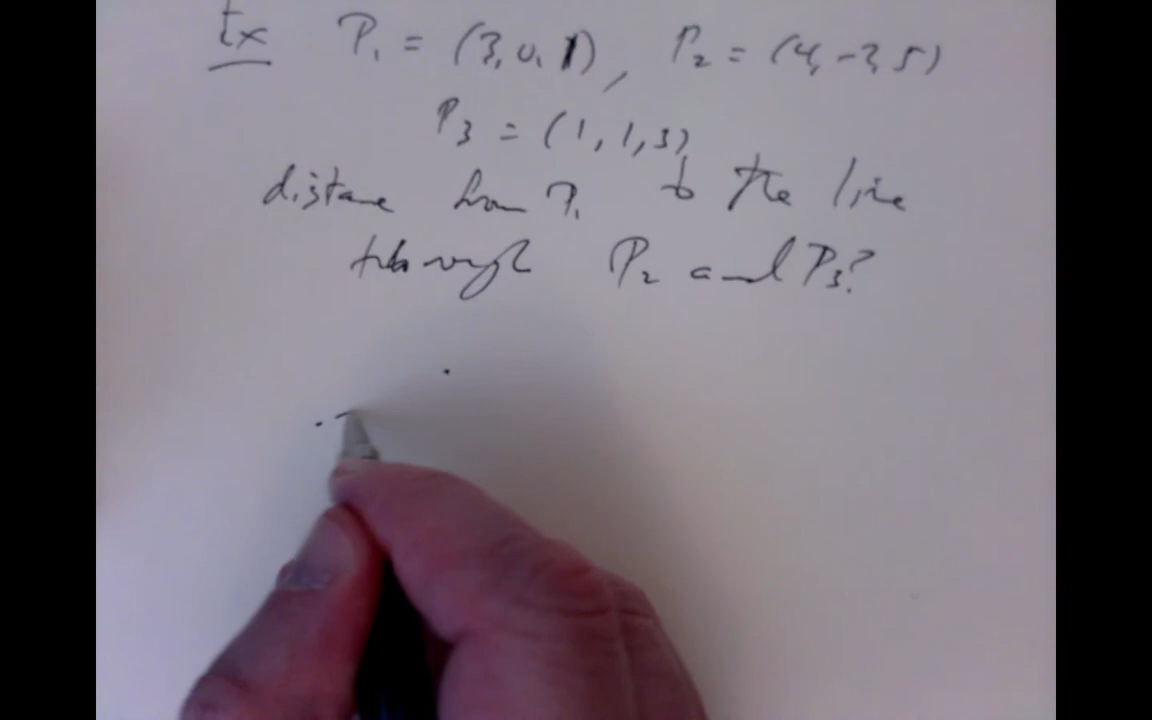 Ex P₁ = (3, 0, 1), P₂ = (4, -2, 5)
P₃ = (1, 1, 3)
distance from P₁ to the line
through P₂ and P₃?